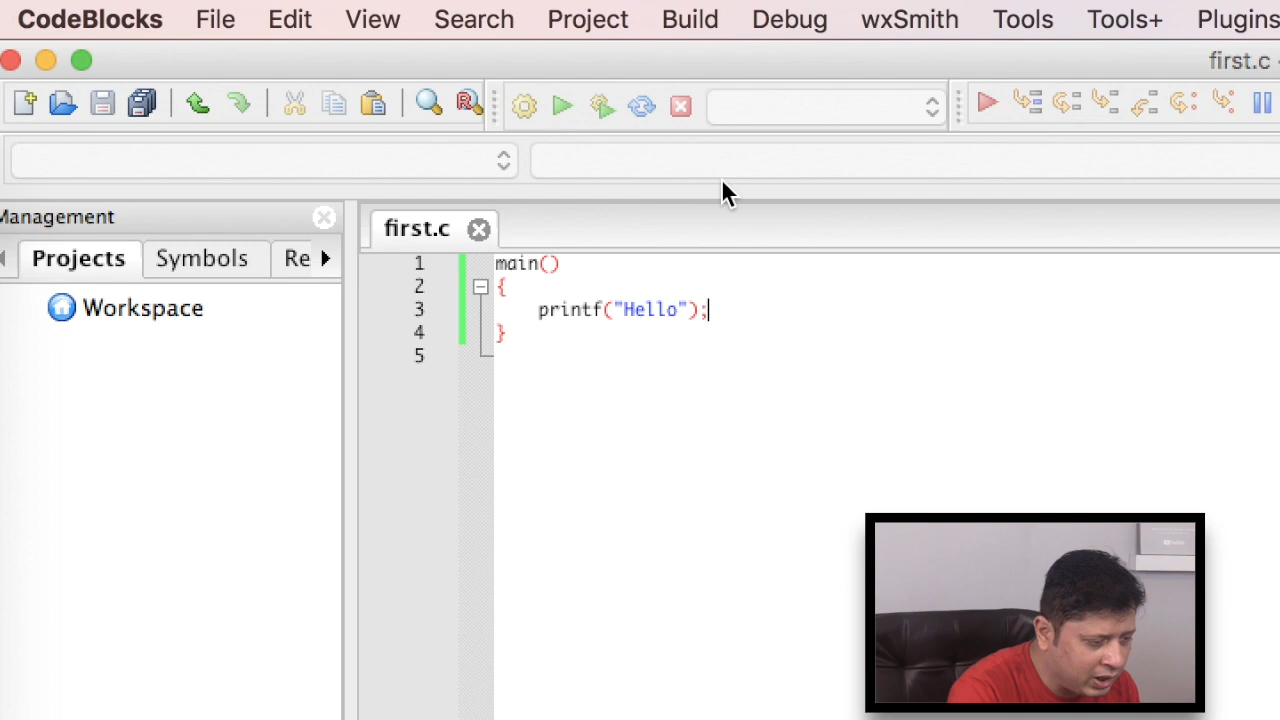 CodeBlocks File Edit View Search Project Build Debug wxSmith Tools Tools+ Plugins
first.c
Management
Projects Symbols Re
Workspace
first.c
1 main()
2 {
3 printf("Hello");
4 }
5